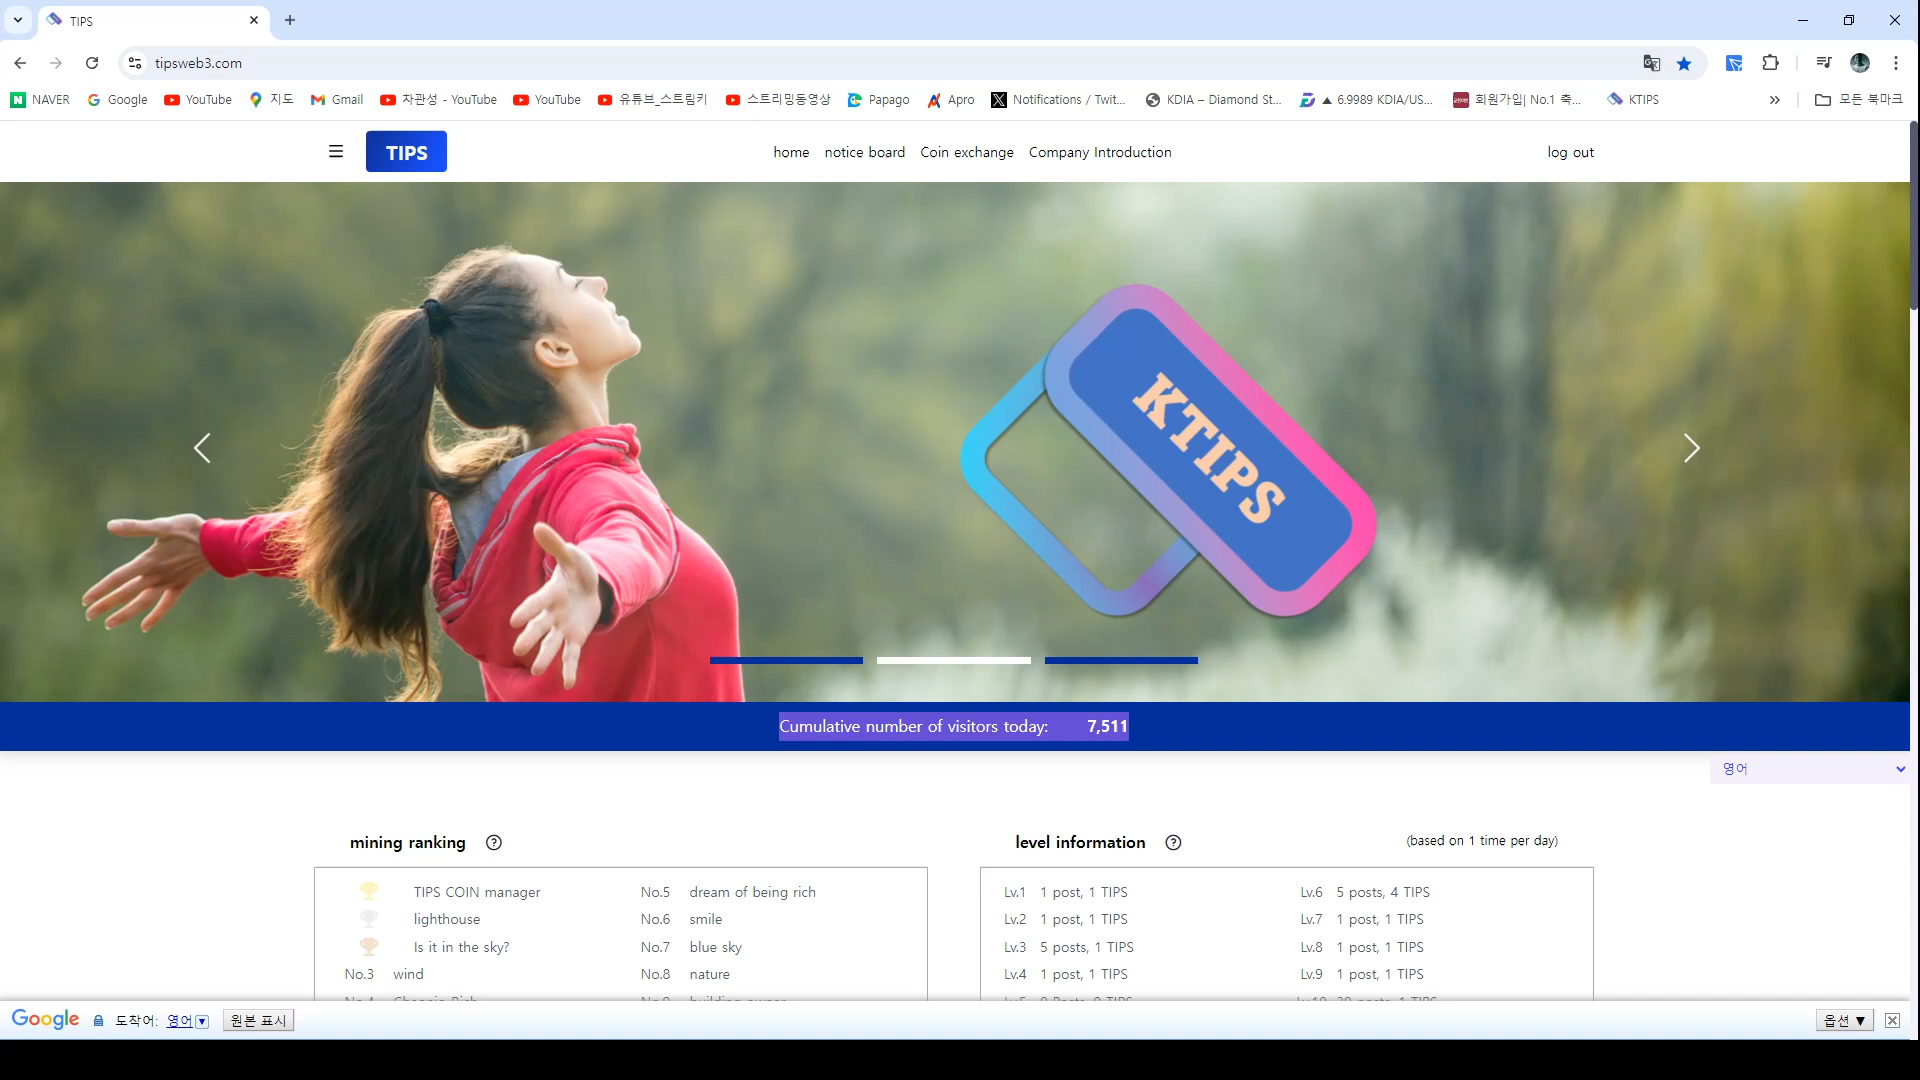 TIPS
tipsweb3.com
NAVER Google YouTube 지도 Gmail 차관성 - YouTube YouTube 유튜브_스트림키 스트리밍동영상 Papago Apro Notifications / Twit... KDIA – Diamond St... ▲ 6.9989 KDIA/US... 회원가입| No.1 축... KTIPS » 모든 북마크
TIPS home notice board Coin exchange Company Introduction log out
KTIPS
Cumulative number of visitors today: 7,511
영어
mining ranking
TIPS COIN manager
lighthouse
Is it in the sky?
No.3 wind
No.5 dream of being rich
No.6 smile
No.7 blue sky
No.8 nature
level information (based on 1 time per day)
Lv.1 1 post, 1 TIPS
Lv.2 1 post, 1 TIPS
Lv.3 5 posts, 1 TIPS
Lv.4 1 post, 1 TIPS
Lv.6 5 posts, 4 TIPS
Lv.7 1 post, 1 TIPS
Lv.8 1 post, 1 TIPS
Lv.9 1 post, 1 TIPS
Google 도착어: 영어▼ 원본 표시 옵션 ▼